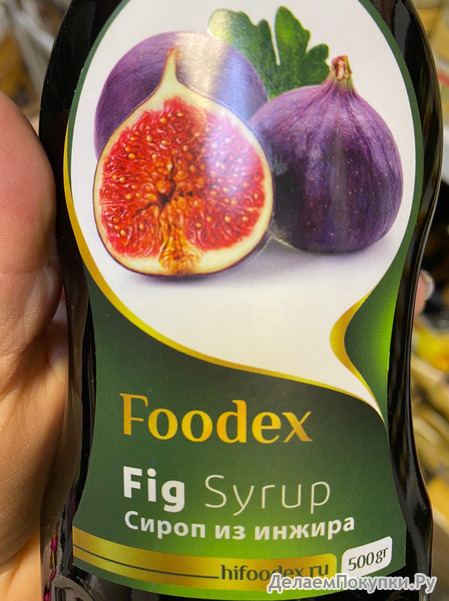 Foodex
Fig Syrup
Сироп из инжира
hifoodex.ru
500gr
ДелаемПокупки.Ру